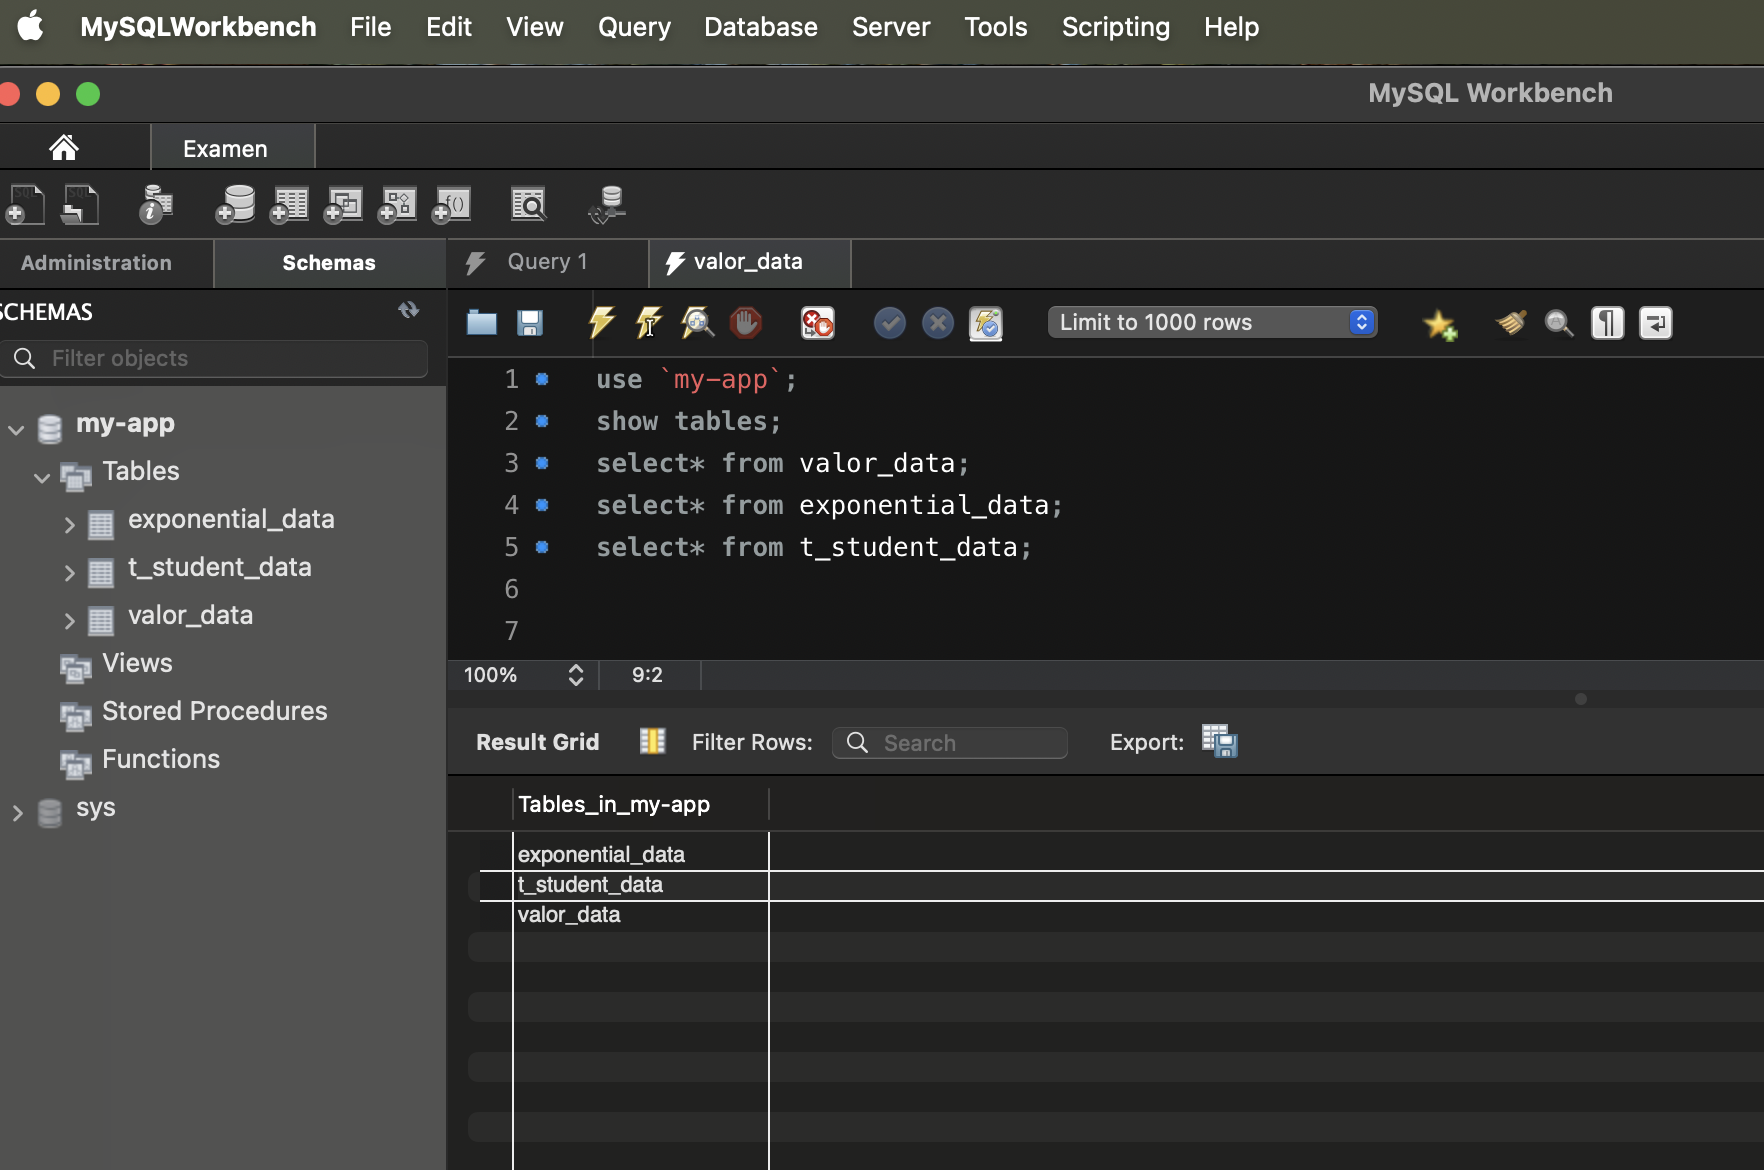 MySQLWorkbench File Edit View Query Database Server Tools Scripting Help
MySQL Workbench
Examen
Administration Schemas Query 1 valor_data
SCHEMAS
Filter objects
Limit to 1000 rows
my-app
Tables
exponential_data
t_student_data
valor_data
Views
Stored Procedures
Functions
sys
1 use `my-app`;
2 show tables;
3 select* from valor_data;
4 select* from exponential_data;
5 select* from t_student_data;
6
7
100% 9:2
Result Grid Filter Rows: Search Export:
Tables_in_my-app
exponential_data
t_student_data
valor_data